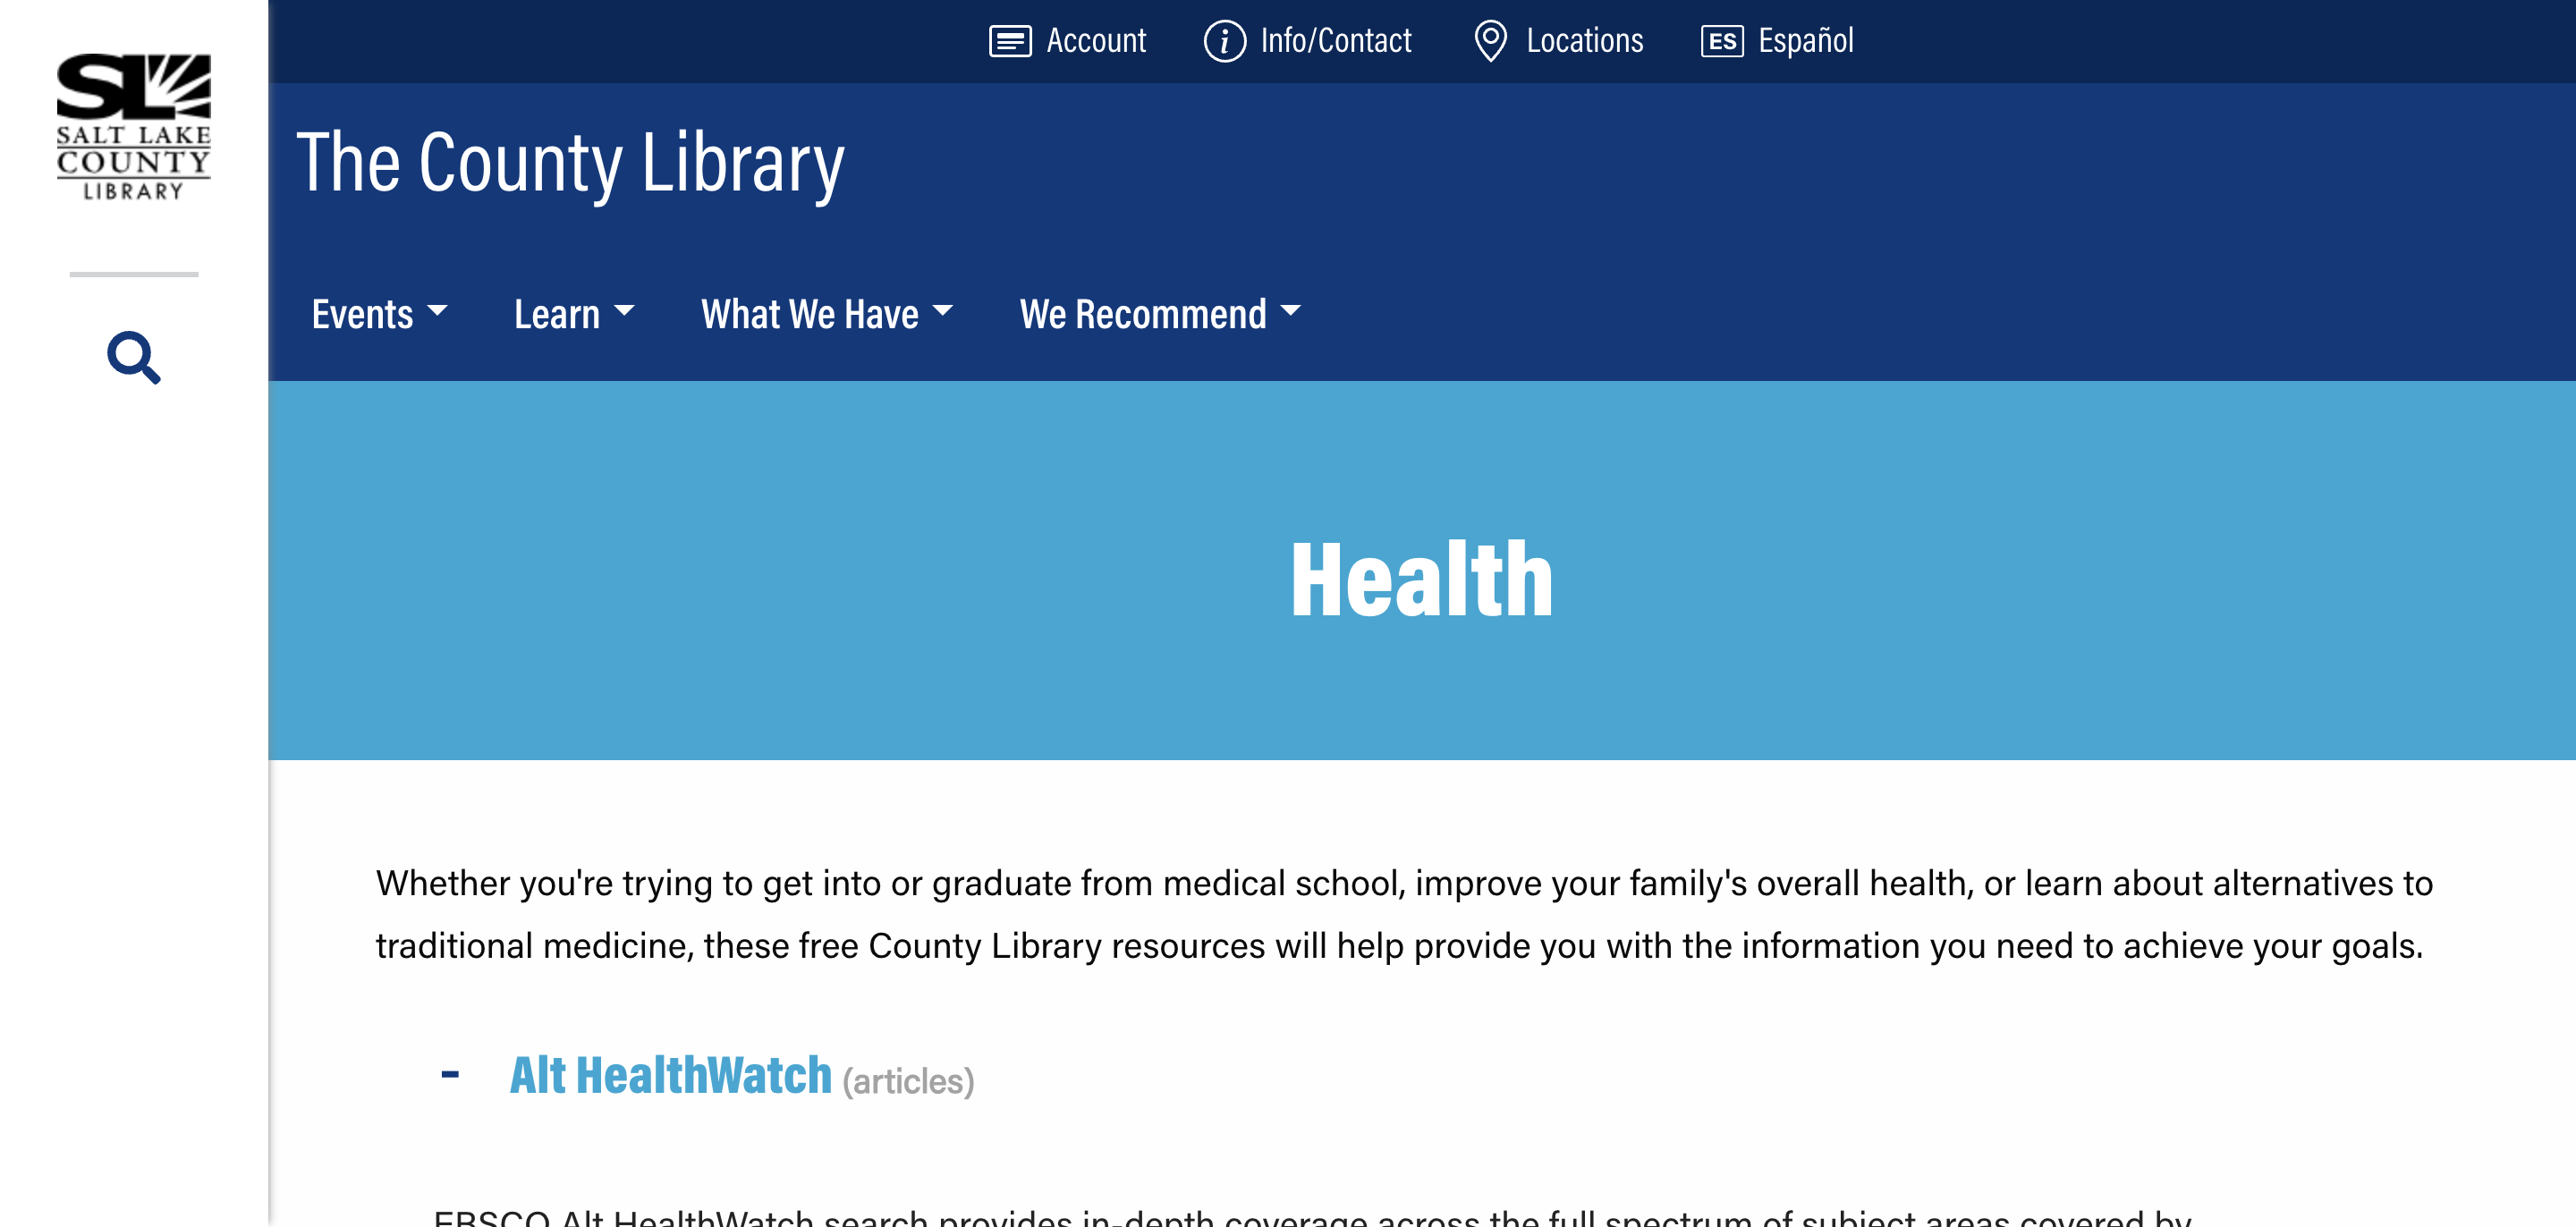 SL
SALT LAKE
COUNTY
LIBRARY
Account
Info/Contact
Locations
ES Español
The County Library
Events
Learn
What We Have
We Recommend
Health
Whether you're trying to get into or graduate from medical school, improve your family's overall health, or learn about alternatives to
traditional medicine, these free County Library resources will help provide you with the information you need to achieve your goals.
- Alt HealthWatch (articles)
EBSCO Alt HealthWatch search provides in-depth coverage across the full spectrum of subject areas covered by